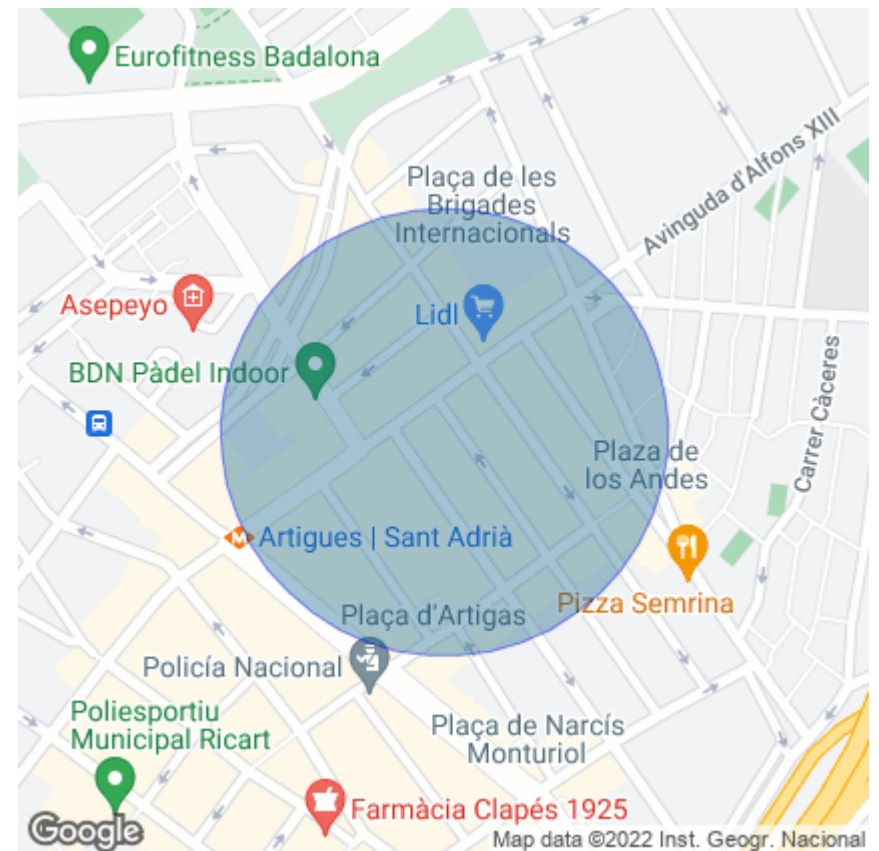 Eurofitness Badalona
Avinguda d'Alfons XIII
Plaça de les
Brigades
Internacionals
Asepeyo
Lidl
BDN Pàdel Indoor
Carrer Càceres
Plaza de
los Andes
M
Artigues | Sant Adrià
Pizza Semrina
Plaça d'Artigas
Policía Nacional
Poliesportiu
Municipal Ricart
Plaça de Narcís
Monturiol
Farmàcia Clapés 1925
Google
Map data ©2022 Inst. Geogr. Nacional